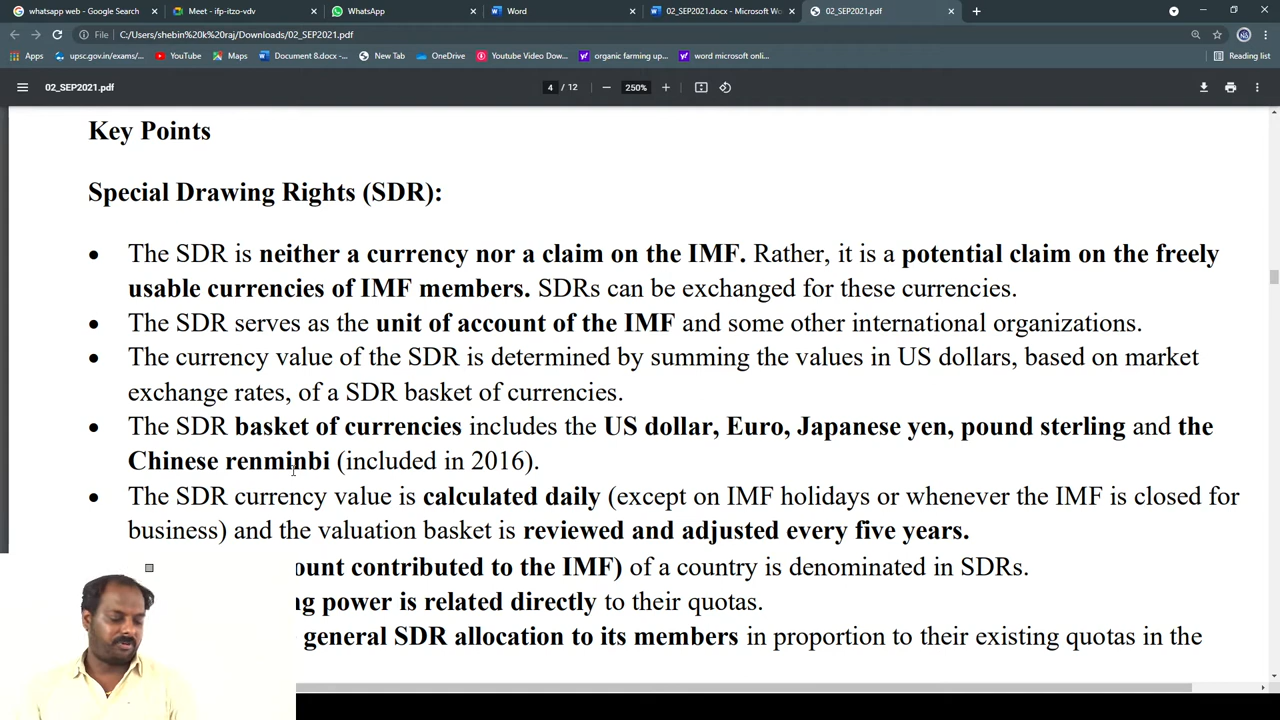 whatsapp web - Google Search
Meet - ifp-itzo-vdv
WhatsApp
Word
02_SEP2021.docx - Microsoft Wor
02_SEP2021.pdf
File C:/Users/shebin%20k%20raj/Downloads/02_SEP2021.pdf
Apps
upsc.gov.in/exams/...
YouTube
Maps
Document 8.docx -...
New Tab
OneDrive
Youtube Video Dow...
organic farming up...
word microsoft onli...
Reading list
02_SEP2021.pdf
4 / 12
250%
Key Points
Special Drawing Rights (SDR):
• The SDR is neither a currency nor a claim on the IMF. Rather, it is a potential claim on the freely
usable currencies of IMF members. SDRs can be exchanged for these currencies.
• The SDR serves as the unit of account of the IMF and some other international organizations.
• The currency value of the SDR is determined by summing the values in US dollars, based on market
exchange rates, of a SDR basket of currencies.
• The SDR basket of currencies includes the US dollar, Euro, Japanese yen, pound sterling and the
Chinese renminbi (included in 2016).
• The SDR currency value is calculated daily (except on IMF holidays or whenever the IMF is closed for
business) and the valuation basket is reviewed and adjusted every five years.
ount contributed to the IMF) of a country is denominated in SDRs.
ng power is related directly to their quotas.
general SDR allocation to its members in proportion to their existing quotas in the